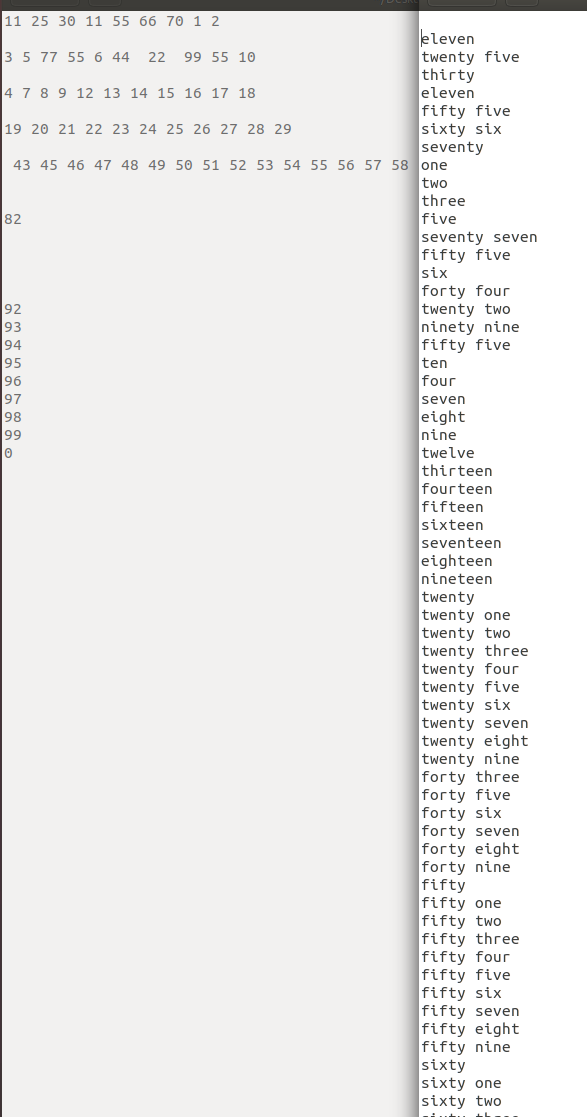 11 25 30 11 55 66 70 1 2
3 5 77 55 6 44  22  99 55 10
4 7 8 9 12 13 14 15 16 17 18
19 20 21 22 23 24 25 26 27 28 29
43 45 46 47 48 49 50 51 52 53 54 55 56 57 58
82
92
93
94
95
96
97
98
99
0
eleven
twenty five
thirty
eleven
fifty five
sixty six
seventy
one
two
three
five
seventy seven
fifty five
six
forty four
twenty two
ninety nine
fifty five
ten
four
seven
eight
nine
twelve
thirteen
fourteen
fifteen
sixteen
seventeen
eighteen
nineteen
twenty
twenty one
twenty two
twenty three
twenty four
twenty five
twenty six
twenty seven
twenty eight
twenty nine
forty three
forty five
forty six
forty seven
forty eight
forty nine
fifty
fifty one
fifty two
fifty three
fifty four
fifty five
fifty six
fifty seven
fifty eight
fifty nine
sixty
sixty one
sixty two
sixty three